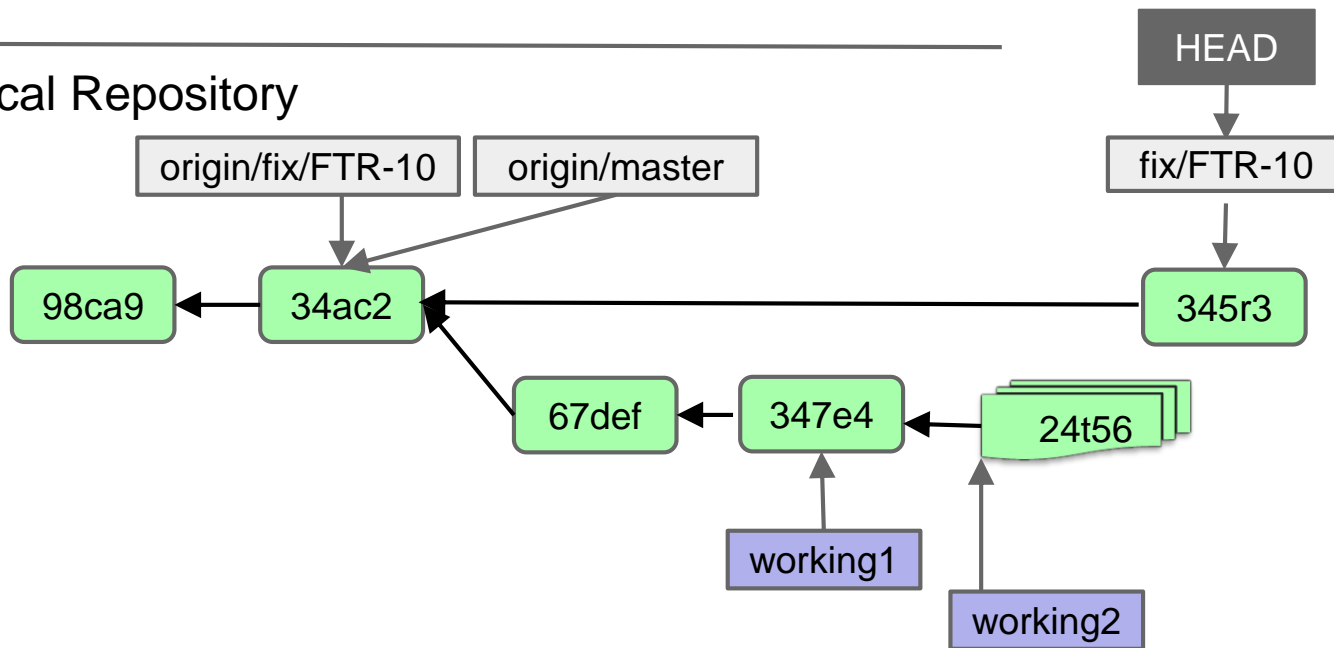 HEAD
cal Repository
origin/fix/FTR-10 origin/master fix/FTR-10
98ca9 34ac2 345r3
67def 347e4 24t56
working1
working2